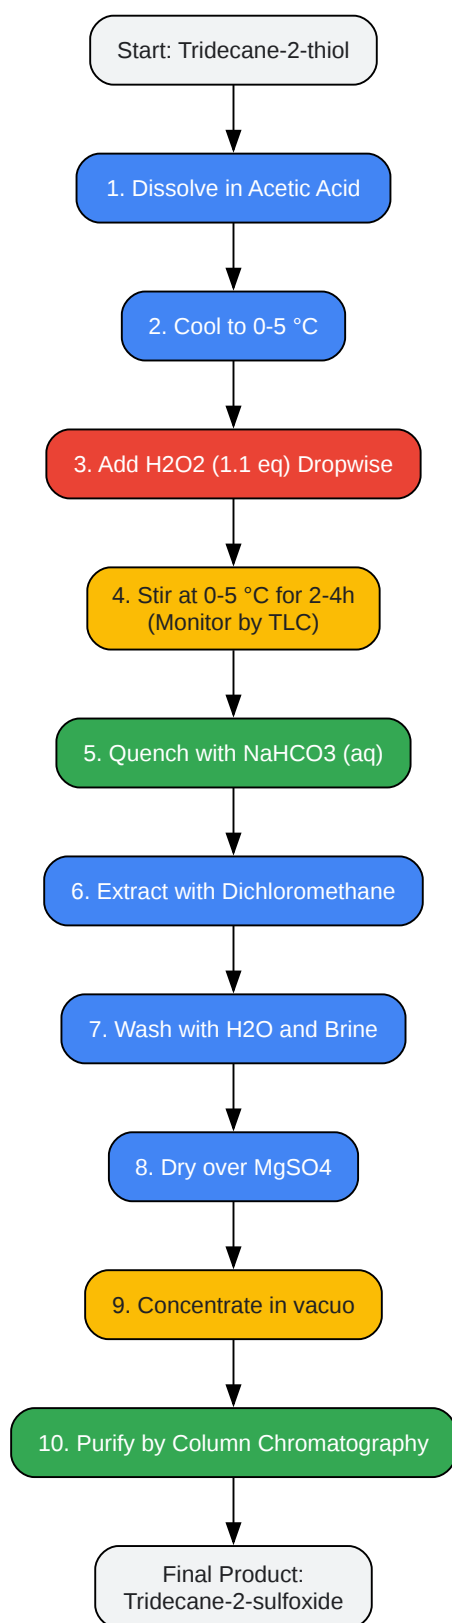 Start: Tridecane-2-thiol
1. Dissolve in Acetic Acid
2. Cool to 0-5 °C
3. Add H2O2 (1.1 eq) Dropwise
4. Stir at 0-5 °C for 2-4h
(Monitor by TLC)
5. Quench with NaHCO3 (aq)
6. Extract with Dichloromethane
7. Wash with H2O and Brine
8. Dry over MgSO4
9. Concentrate in vacuo
10. Purify by Column Chromatography
Final Product:
Tridecane-2-sulfoxide